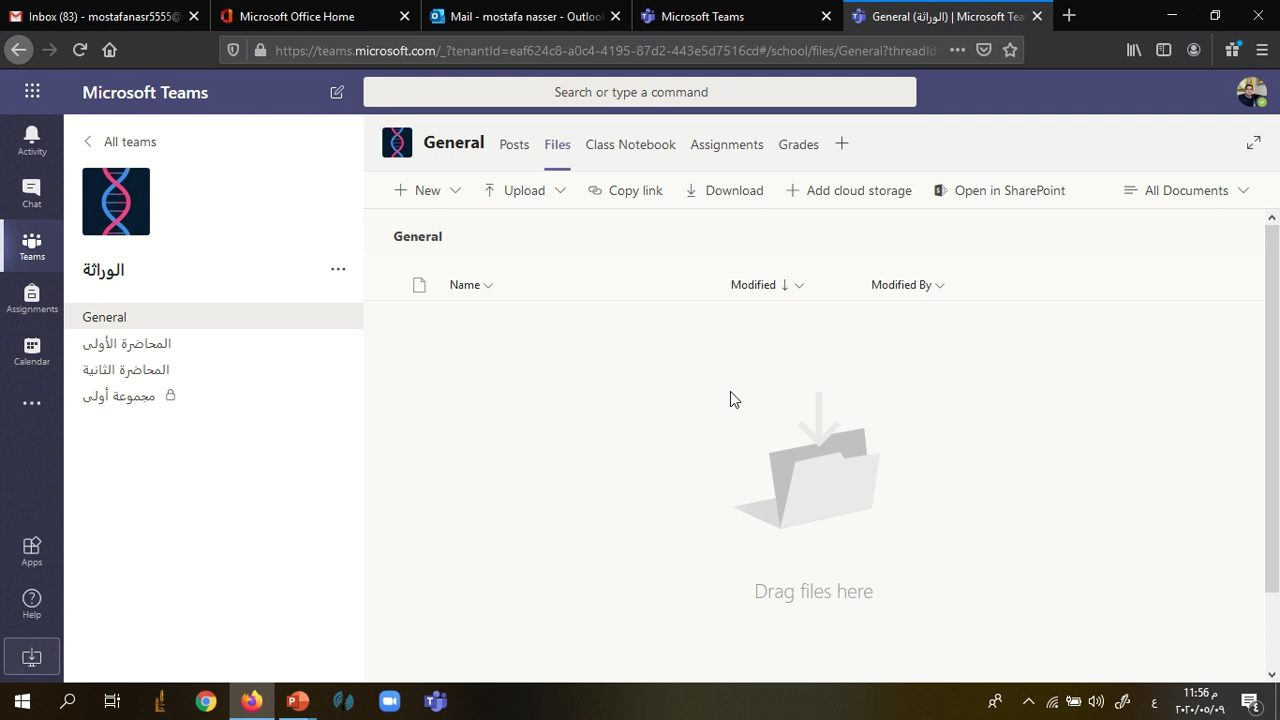 Inbox (83) - mostafanasr5555@
Microsoft Office Home
Mail - mostafa nasser - Outlook
Microsoft Teams
General (الوراثة) | Microsoft Tea
https://teams.microsoft.com/_?tenantId=eaf624c8-a0c4-4195-87d2-443e5d7516cd#/school/files/General?threadId=
Microsoft Teams
Search or type a command
Activity
Chat
Teams
Assignments
Calendar
Apps
Help
All teams
الوراثة
General
المحاضرة الأولى
المحاضرة الثانية
مجموعة أولى
General Posts Files Class Notebook Assignments Grades
New Upload Copy link Download Add cloud storage Open in SharePoint All Documents
General
Name Modified Modified By
Drag files here
ع
11:56 م
٢٠٢٠/٠٥/٠٩